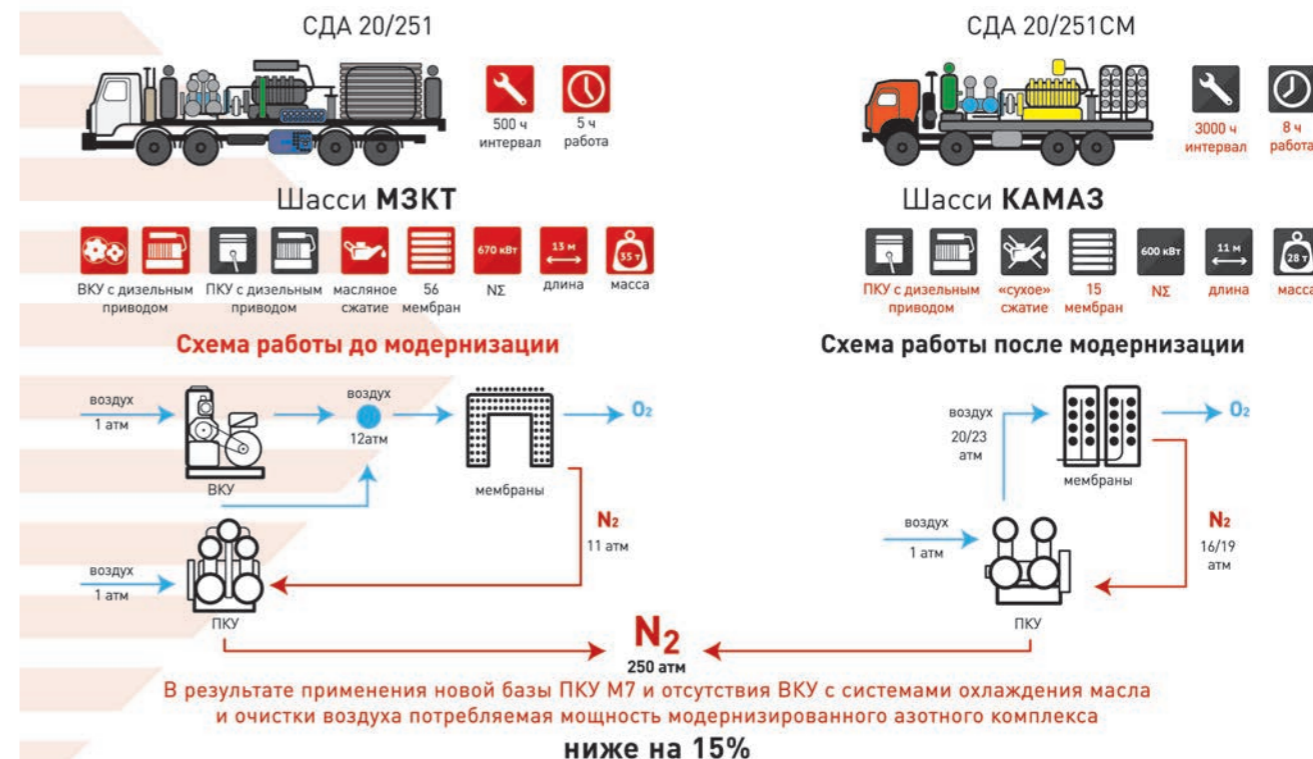 СДА 20/251
500 ч
интервал
5 ч
работа
Шасси МЗКТ
670 кВт
13 м
35 т
ВКУ с дизельным
приводом
ПКУ с дизельным
приводом
масляное
сжатие
56
мембран
NΣ
длина
масса
Схема работы до модернизации
воздух
1 атм
ВКУ
воздух
12атм
мембраны
O₂
N₂
11 атм
воздух
1 атм
ПКУ
СДА 20/251СМ
3000 ч
интервал
8 ч
работа
Шасси КАМАЗ
600 кВт
11 м
28 т
ПКУ с дизельным
приводом
«сухое»
сжатие
15
мембран
NΣ
длина
масса
Схема работы после модернизации
воздух
20/23
атм
мембраны
O₂
N₂
16/19
атм
воздух
1 атм
ПКУ
N₂
250 атм
В результате применения новой базы ПКУ М7 и отсутствия ВКУ с системами охлаждения масла
и очистки воздуха потребляемая мощность модернизированного азотного комплекса
ниже на 15%